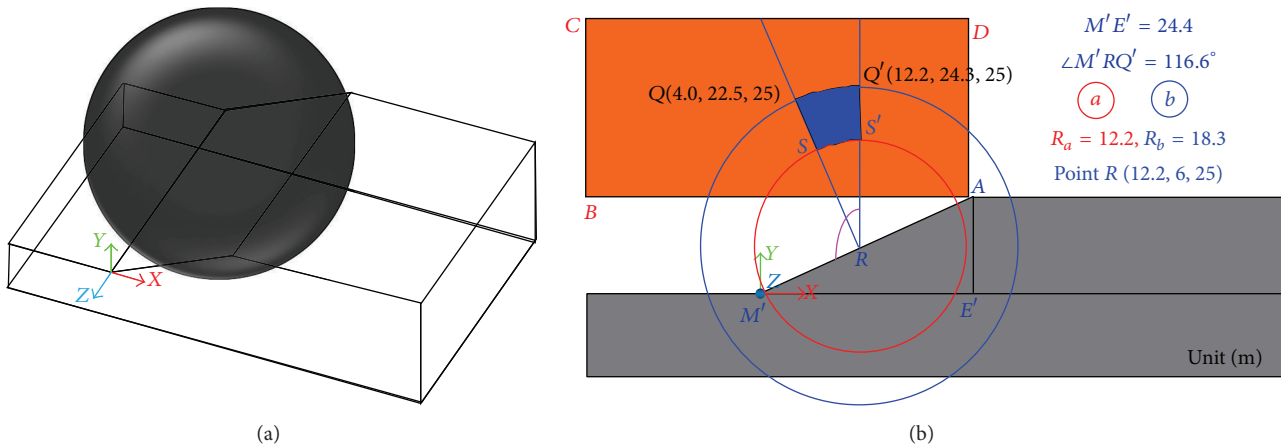 Y
X
Z
(a)
C
D
Q(4.0, 22.5, 25)
Q′(12.2, 24.3, 25)
S
S′
B
A
R
Y
Z
X
M′
E′
M′E′ = 24.4
∠M′RQ′ = 116.6°
a b
R_a = 12.2, R_b = 18.3
Point R (12.2, 6, 25)
Unit (m)
(b)